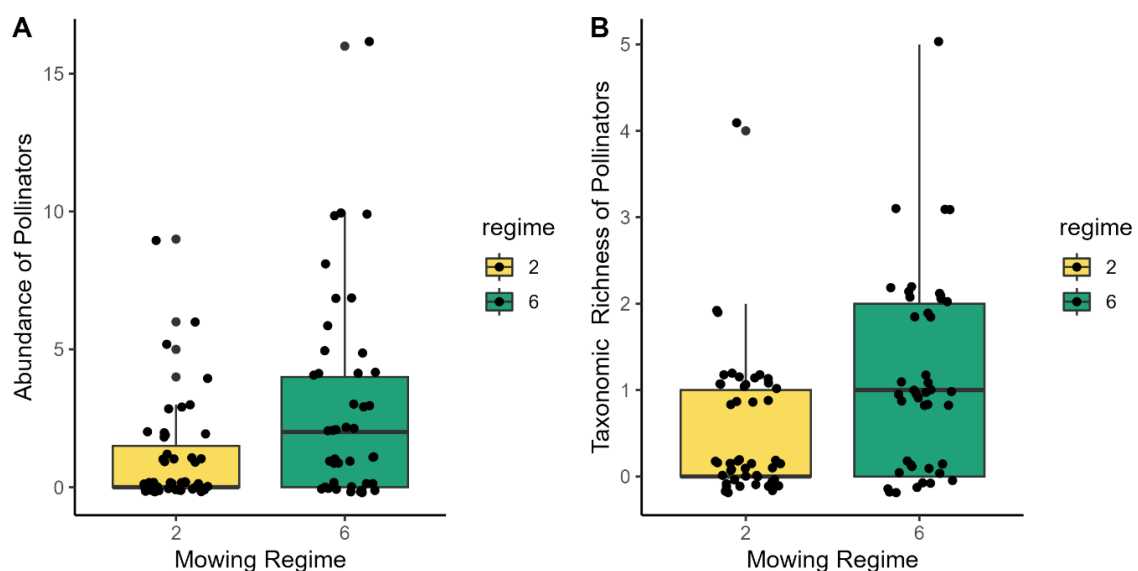 A
Abundance of Pollinators
15
10
5
0
2
6
Mowing Regime
regime
2
6
B
Taxonomic Richness of Pollinators
5
4
3
2
1
0
2
6
Mowing Regime
regime
2
6